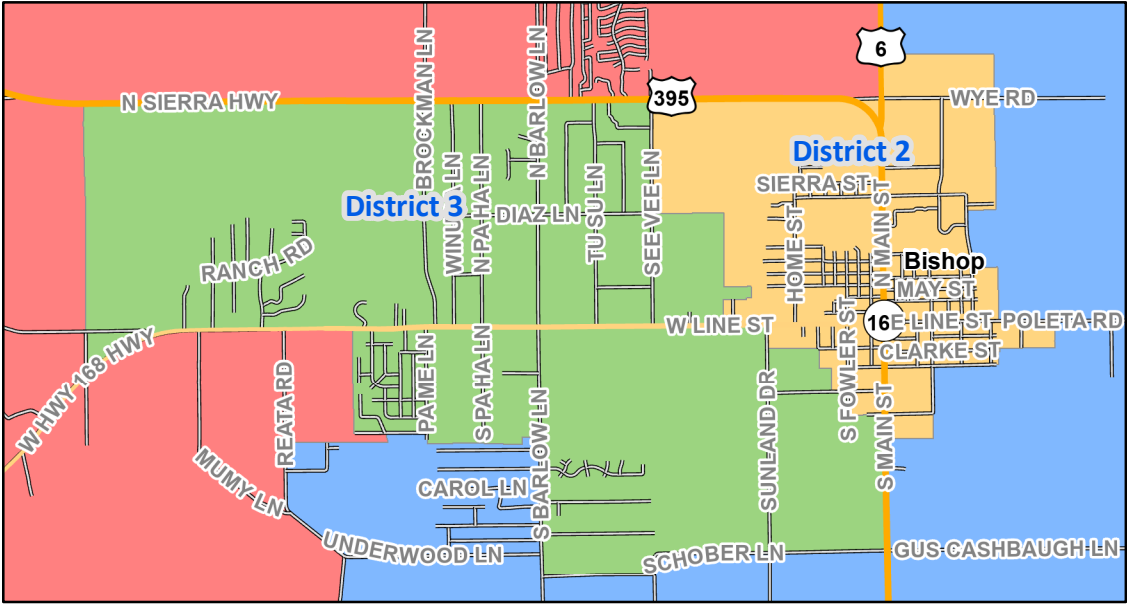 6
N SIERRA HWY
395
WYE RD
BROCKMAN LN
N BARLOW LN
District 2
SIERRA ST
WINUBA LN
N PAHA LN
District 3
DIAZ LN
TU SU LN
SEE VEE LN
HOME ST
N MAIN ST
RANCH RD
Bishop
MAY ST
W LINE ST
16
E LINE ST
POLETA RD
W HWY 168 HWY
CLARKE ST
REATA RD
PA ME LN
S PA HA LN
S BARLOW LN
SUNLAND DR
S FOWLER ST
S MAIN ST
MUMY LN
CAROL LN
UNDERWOOD LN
SCHOBER LN
GUS CASHBAUGH LN